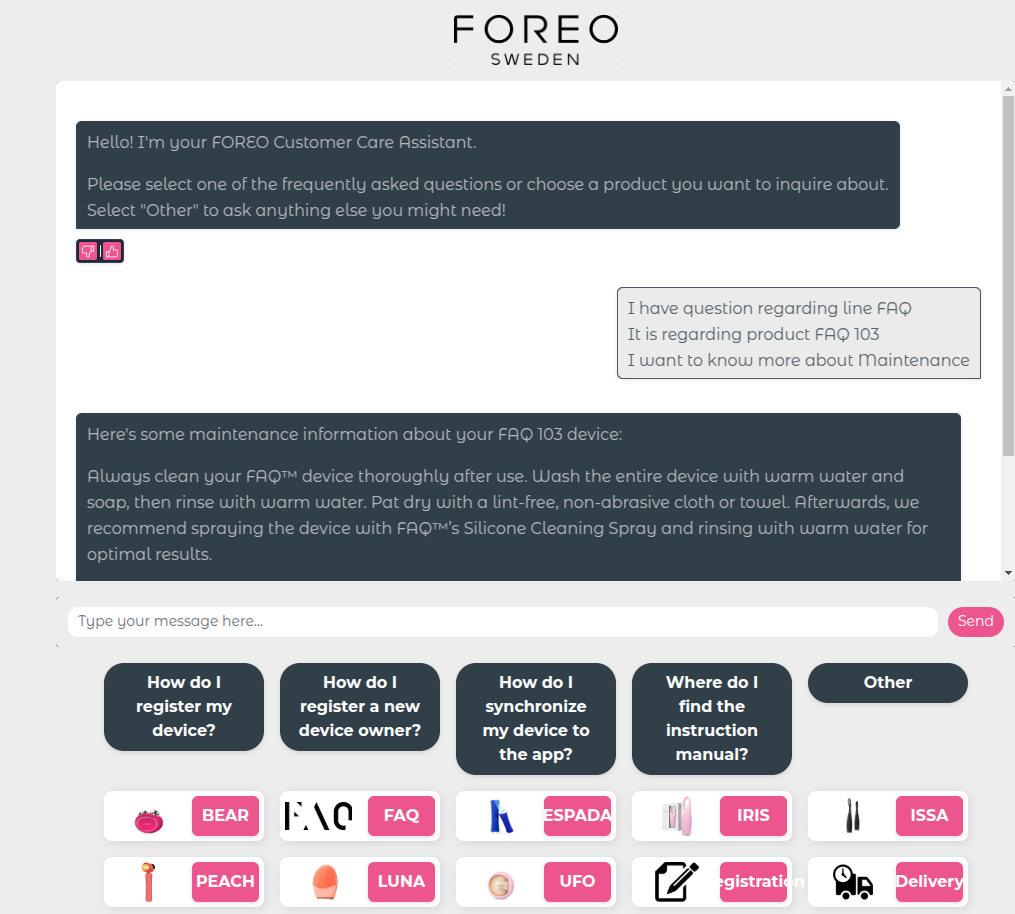 FOREO
SWEDEN
Hello! I'm your FOREO Customer Care Assistant.
Please select one of the frequently asked questions or choose a product you want to inquire about.
Select "Other" to ask anything else you might need!
I have question regarding line FAQ
It is regarding product FAQ 103
I want to know more about Maintenance
Here's some maintenance information about your FAQ 103 device:
Always clean your FAQ™ device thoroughly after use. Wash the entire device with warm water and
soap, then rinse with warm water. Pat dry with a lint-free, non-abrasive cloth or towel. Afterwards, we
recommend spraying the device with FAQ™'s Silicone Cleaning Spray and rinsing with warm water for
optimal results.
Type your message here...
Send
How do I
register my
device?
How do I
register a new
device owner?
How do I
synchronize
my device to
the app?
Where do I
find the
instruction
manual?
Other
BEAR
FAQ
FAQ
ESPADA
IRIS
ISSA
PEACH
LUNA
UFO
egistration
Delivery